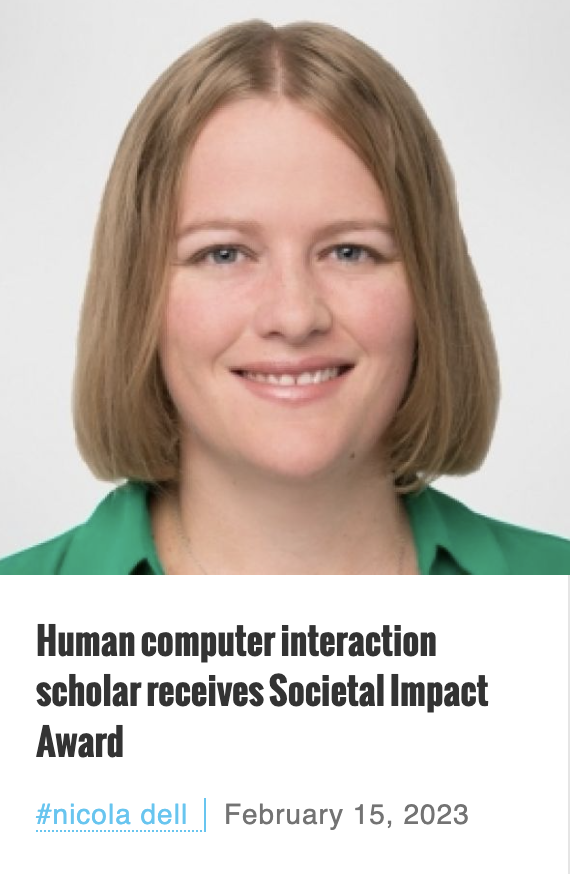 Human computer interaction
scholar receives Societal Impact
Award
#nicola dell | February 15, 2023